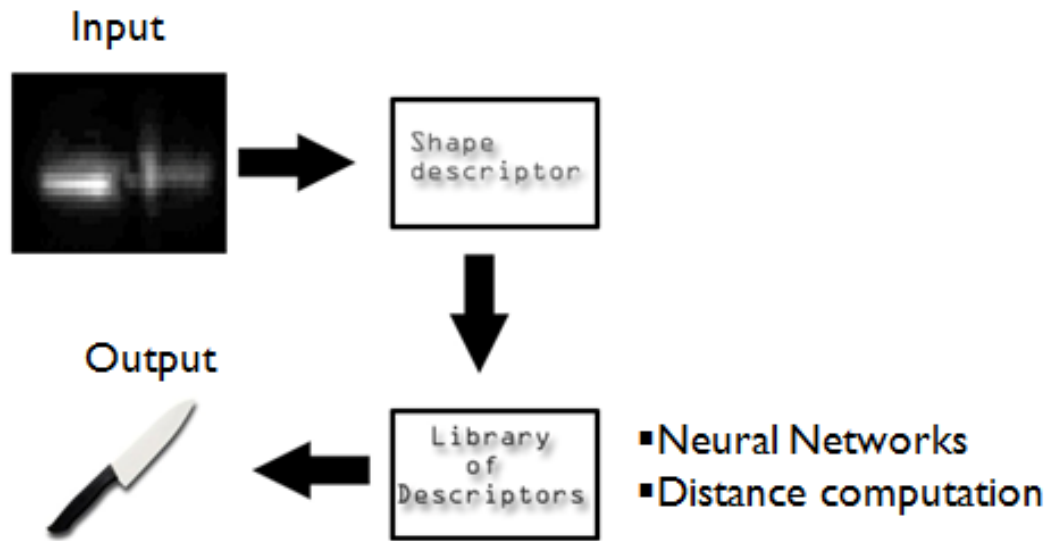 Input
Shape
descriptor
Output
Library
of
Descriptors
▪Neural Networks
▪Distance computation